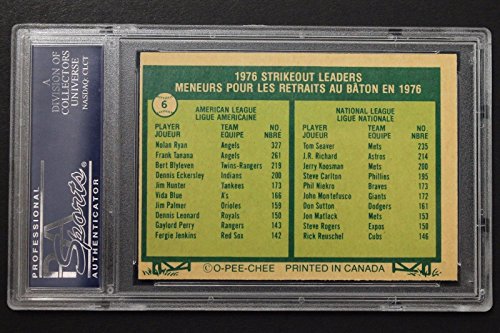 A
DIVISION OF
COLLECTORS
UNIVERSE
NASDAQ: CLCT
PROFESSIONAL
PSA
Sports
AUTHENTICATOR
6
1976 STRIKEOUT LEADERS
MENEURS POUR LES RETRAITS AU BÂTON EN 1976
AMERICAN LEAGUE
LIGUE AMERICAINE
PLAYER TEAM NO
JOUEUR EQUIPE NBRE
Nolan Ryan Angels 327
Frank Tanana Angels 261
Bert Blyleven Twins-Rangers 219
Dennis Eckersley Indians 200
Jim Hunter Yankees 173
Vida Blue A's 166
Jim Palmer Orioles 159
Dennis Leonard Royals 150
Gaylord Perry Rangers 143
Fergie Jenkins Red Sox 142
NATIONAL LEAGUE
LIGUE NATIONALE
PLAYER TEAM NO
JOUEUR EQUIPE NBRE
Tom Seaver Mets 235
J.R. Richard Astros 214
Jerry Koosman Mets 200
Steve Carlton Phillies 195
Phil Niekro Braves 173
John Montefusco Giants 172
Don Sutton Dodgers 161
Jon Matlack Mets 153
Steve Rogers Expos 150
Rick Reuschel Cubs 146
©O-PEE-CHEE PRINTED IN CANADA